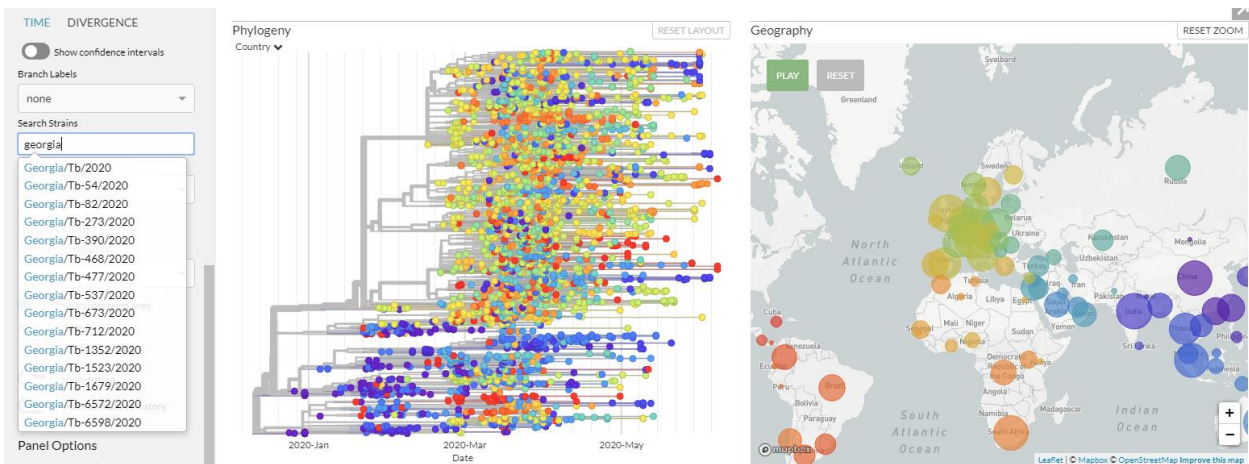 TIME DIVERGENCE
Show confidence intervals
Branch Labels
none
Search Strains
georgia
Georgia/Tb/2020
Georgia/Tb-54/2020
Georgia/Tb-82/2020
Georgia/Tb-273/2020
Georgia/Tb-390/2020
Georgia/Tb-468/2020
Georgia/Tb-477/2020
Georgia/Tb-537/2020
Georgia/Tb-673/2020
Georgia/Tb-712/2020
Georgia/Tb-1352/2020
Georgia/Tb-1523/2020
Georgia/Tb-1679/2020
Georgia/Tb-6572/2020
Georgia/Tb-6598/2020
Panel Options
Phylogeny
RESET LAYOUT
Country
2020-Jan 2020-Mar 2020-May
Date
Geography
RESET ZOOM
PLAY RESET
Svalbard
Greenland
Iceland
Sweden
Norway
Russia
Belarus
Ukraine
Kazakhstan
Mongolia
Uzbekistan
North
Atlantic
Ocean
Turkey
China
Tunisia
Iraq Iran
Algeria Libya Egypt
Pakistan
India
Cuba
Mali Niger
Senegal
Sudan
Yemen
Nigeria
Thailand
Sri Lanka
Venezuela
Democratic
Republic of
the Congo
Kenya
Indonesia
Peru
Brazil
Angola
Bolivia
Namibia
Madagascar
Paraguay
South
Atlantic
Ocean
Indian
Ocean
South Africa
+
−
mapbox
Leaflet | © Mapbox © OpenStreetMap Improve this map